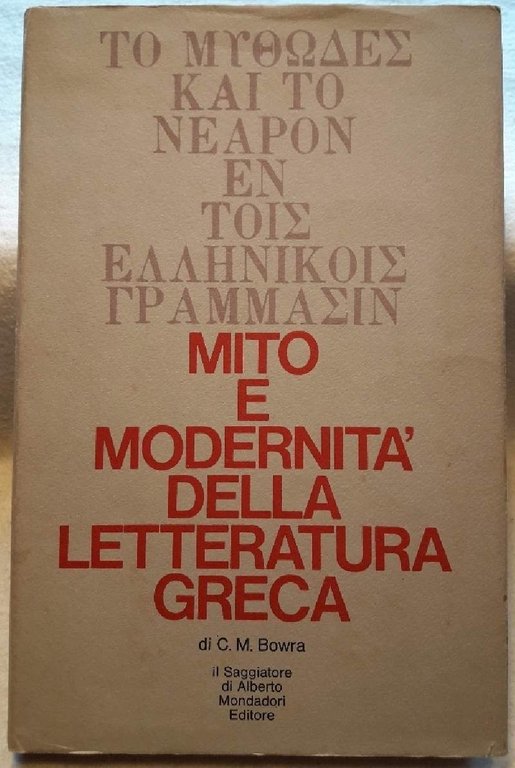 ΤΟ ΜΥΘΩΔΕΣ
ΚΑΙ ΤΟ
ΝΕΑΡΟΝ
ΕΝ
ΤΟΙΣ
ΕΛΛΗΝΙΚΟΙΣ
ΓΡΑΜΜΑΣΙΝ
MITO
E
MODERNITA'
DELLA
LETTERATURA
GRECA
di C. M. Bowra
il Saggiatore
di Alberto
Mondadori
Editore